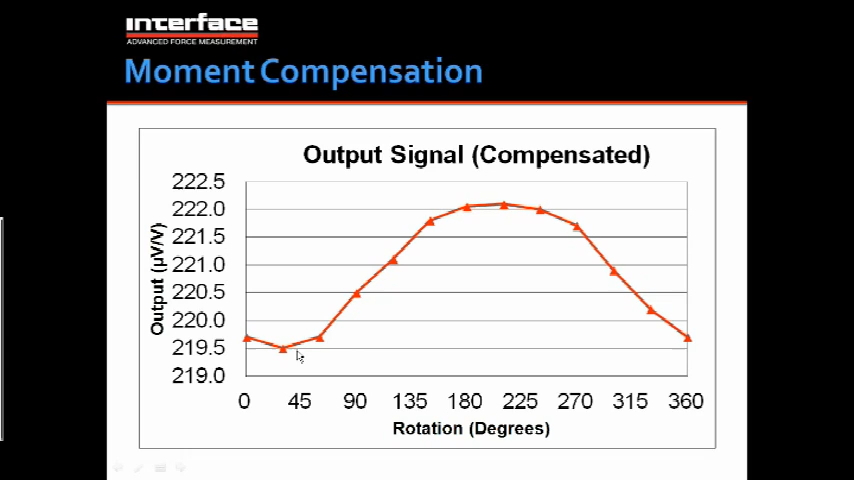 interface
ADVANCED FORCE MEASUREMENT
Moment Compensation
Output Signal (Compensated)
222.5
222.0
221.5
221.0
220.5
220.0
219.5
219.0
Output (µV/V)
0 45 90 135 180 225 270 315 360
Rotation (Degrees)